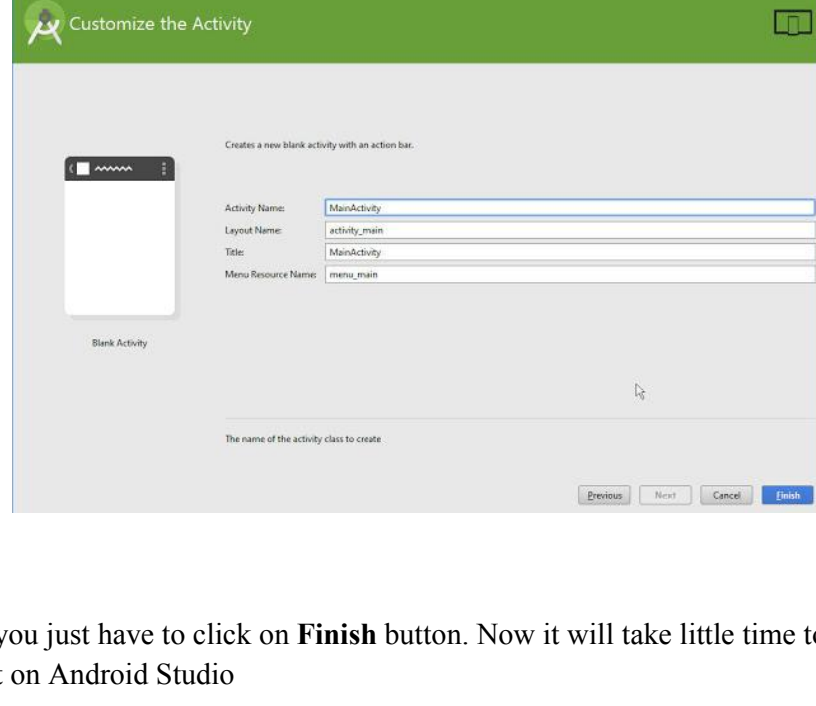 Customize the Activity
Creates a new blank activity with an action bar.
Activity Name: MainActivity
Layout Name: activity_main
Title: MainActivity
Menu Resource Name: menu_main
Blank Activity
The name of the activity class to create
Previous Next Cancel Finish
you just have to click on Finish button. Now it will take little time to
t on Android Studio